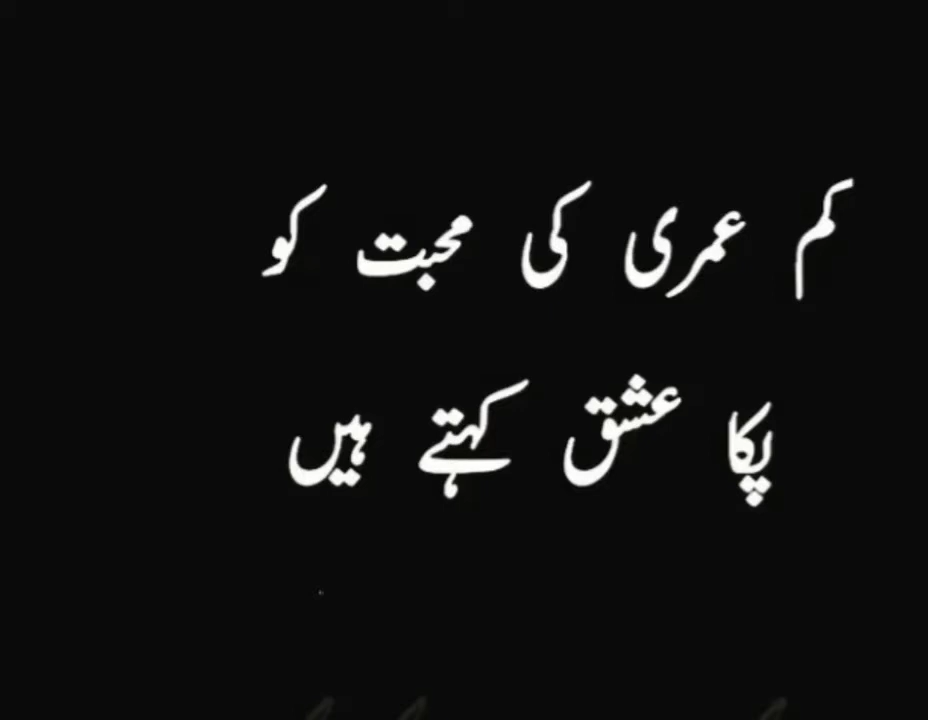 کم عمری کی محبت کو
پکا عشق کہتے ہیں